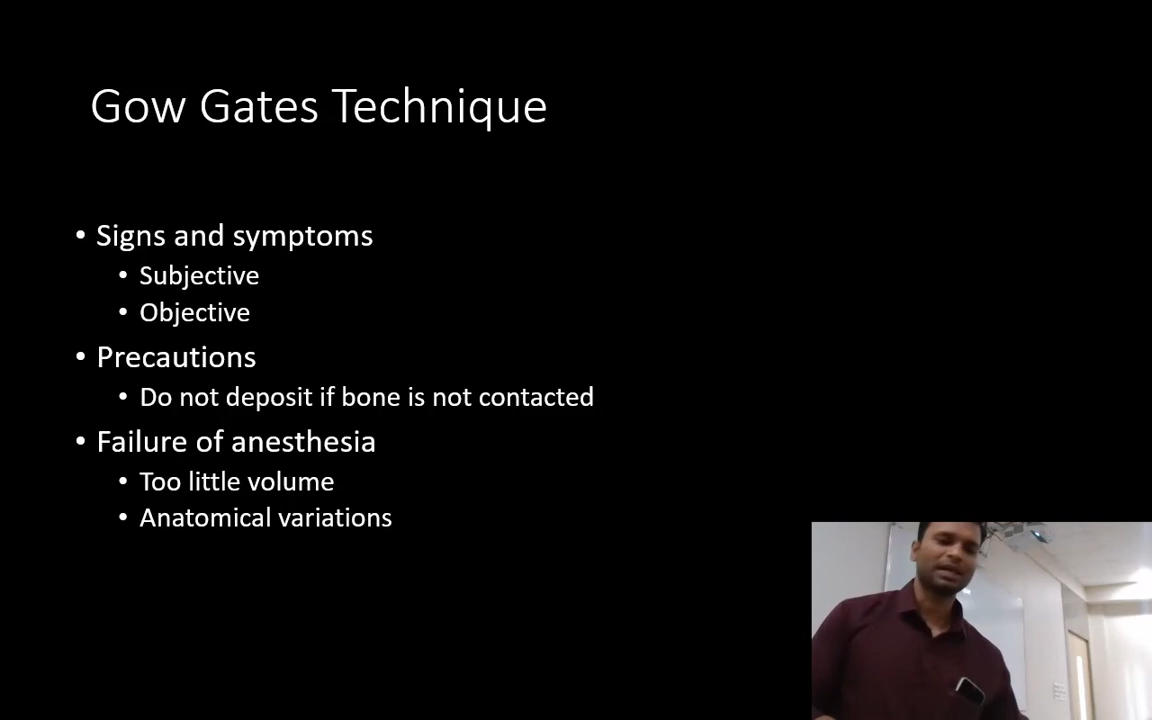 Gow Gates Technique
• Signs and symptoms
• Subjective
• Objective
• Precautions
• Do not deposit if bone is not contacted
• Failure of anesthesia
• Too little volume
• Anatomical variations